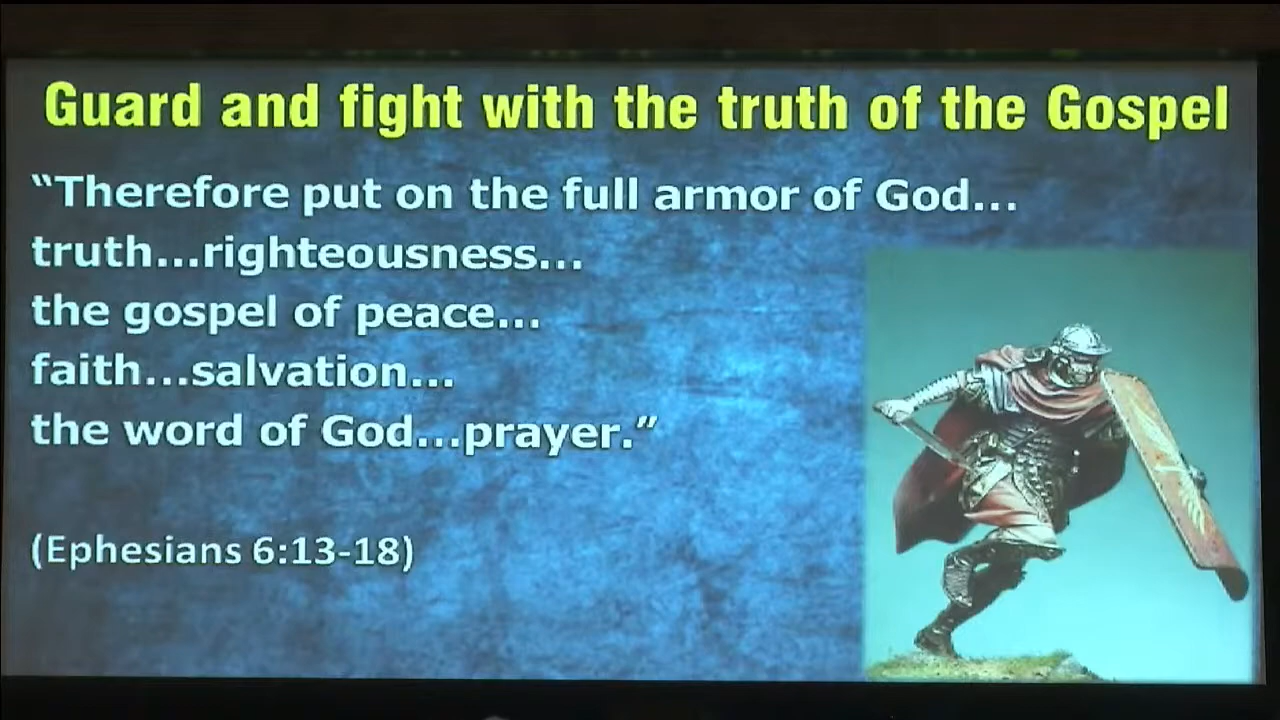 Guard and fight with the truth of the Gospel
“Therefore put on the full armor of God...
truth...righteousness...
the gospel of peace...
faith...salvation...
the word of God...prayer.”
(Ephesians 6:13-18)